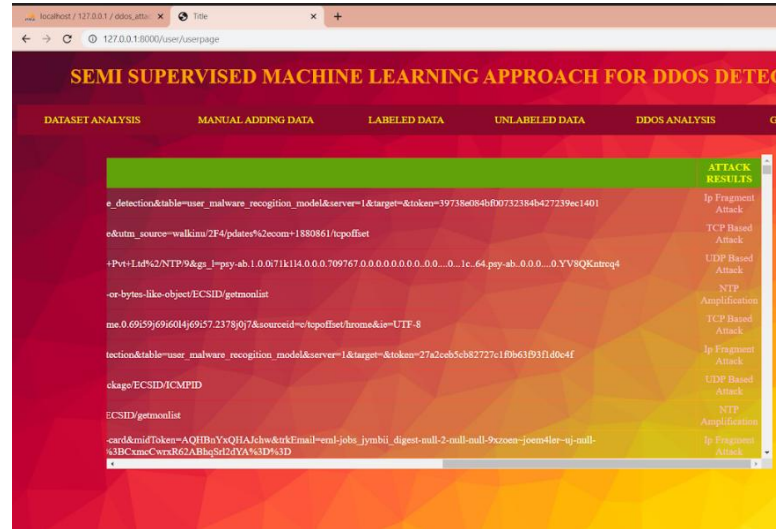 localhost / 127.0.0.1 / ddos_attac
Title
127.0.0.1:8000/user/userpage
SEMI SUPERVISED MACHINE LEARNING APPROACH FOR DDOS DETEC
DATASET ANALYSIS MANUAL ADDING DATA LABELED DATA UNLABELED DATA DDOS ANALYSIS G
ATTACK
RESULTS
e_detection&table=user_malware_recogition_model&server=1&target=&token=39738e084bf00732384b427239ec1401
Ip Fragment
Attack
e&utm_source=walkinu/2F4/pdates%2ecom+1880861/tcpoffset
TCP Based
Attack
+Pvt+Ltd%2/NTP/9&gs_l=psy-ab.1.0.0i71k1l4.0.0.0.709767.0.0.0.0.0.0.0.0..0.0....0...1c..64.psy-ab..0.0.0....0.YV8QKntrcq4
UDP Based
Attack
-or-bytes-like-object/ECSID/getmonlist
NTP
Amplification
me.0.69i59j69i60l4j69i57.2378j0j7&sourceid=c/tcpoffset/hrome&ie=UTF-8
TCP Based
Attack
tection&table=user_malware_recogition_model&server=1&target=&token=27a2ceb5cb82727c1f0b63f93f1d0c4f
Ip Fragment
Attack
ckage/ECSID/ICMPID
UDP Based
Attack
ECSID/getmonlist
NTP
Amplification
-card&midToken=AQHBnYxQHAJchw&trkEmail=eml-jobs_jymbii_digest-null-2-null-null-9xzoen~joem4ler~uj-null-
%3BCxmcCwrxR62ABhqSrl2dYA%3D%3D
Ip Fragment
Attack